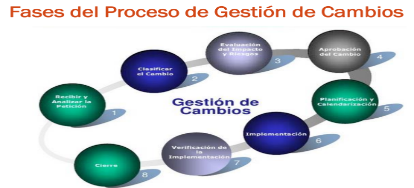 Fases del Proceso de Gestión de Cambios
Recibir y
Analizar la
Petición
1
Clasificar
el Cambio
2
Evaluación
del Impacto
y Riesgos
3
Aprobación
del Cambio
4
Planificación y
Calendarización
5
Implementación
6
Verificación de
la
Implementación
7
Cierre
8
Gestión de
Cambios